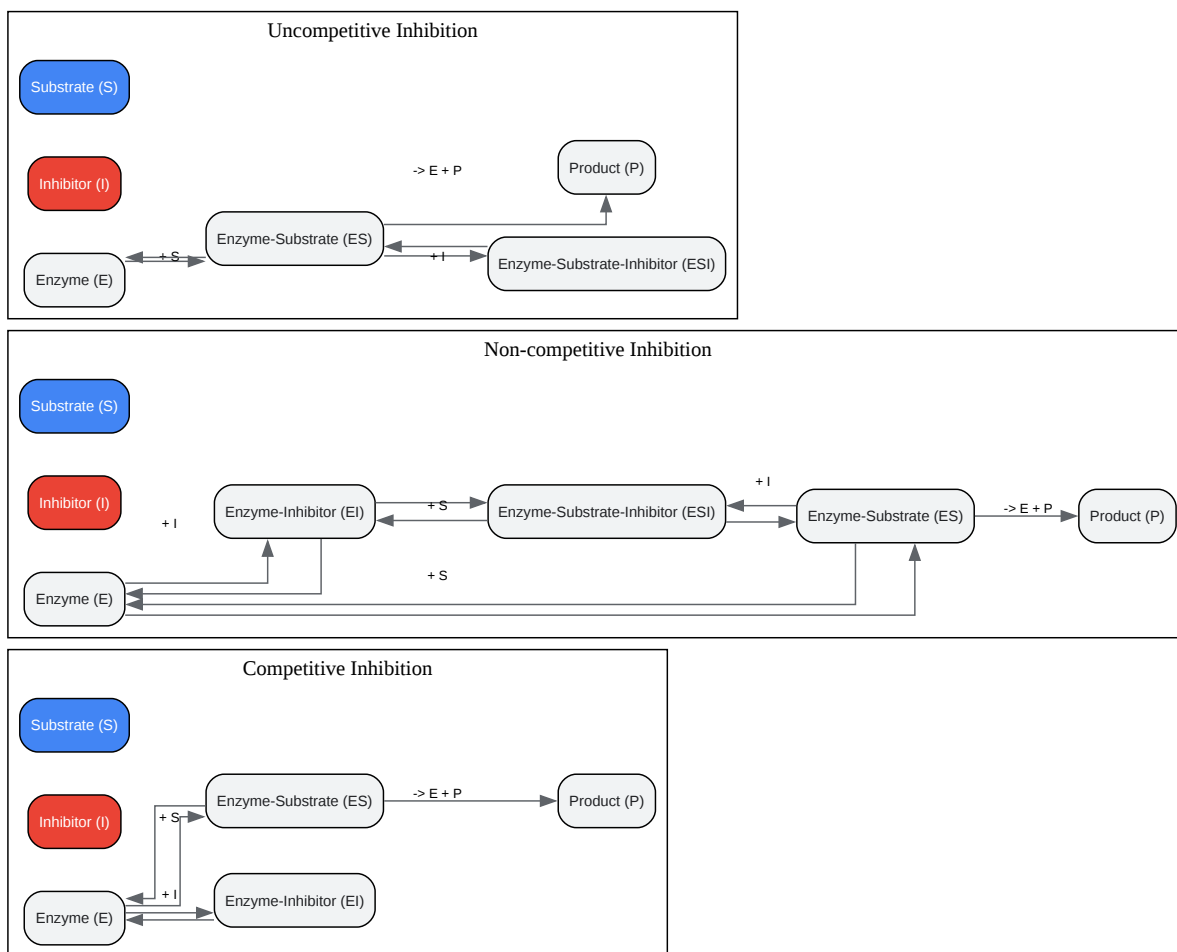 Uncompetitive Inhibition
Substrate (S)
Inhibitor (I)
-> E + P
Product (P)
Enzyme-Substrate (ES)
+ S
+ I
Enzyme-Substrate-Inhibitor (ESI)
Enzyme (E)
Non-competitive Inhibition
Substrate (S)
+ I
Inhibitor (I)
Enzyme-Inhibitor (EI)
+ S
Enzyme-Substrate-Inhibitor (ESI)
Enzyme-Substrate (ES)
-> E + P
Product (P)
+ I
+ S
Enzyme (E)
Competitive Inhibition
Substrate (S)
Enzyme-Substrate (ES)
-> E + P
Product (P)
Inhibitor (I)
+ S
+ I
Enzyme-Inhibitor (EI)
Enzyme (E)